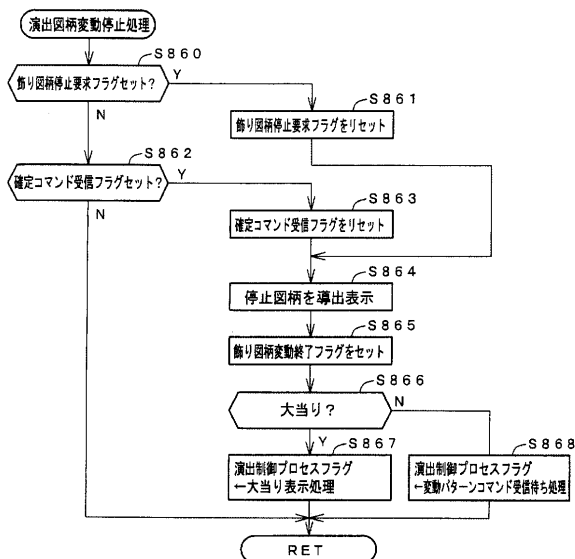 演出図柄変動停止処理
S860
飾り図柄停止要求フラグセット?
Y
N
S861
飾り図柄停止要求フラグをリセット
S862
確定コマンド受信フラグセット?
Y
N
S863
確定コマンド受信フラグをリセット
S864
停止図柄を導出表示
S865
飾り図柄変動終了フラグをセット
S866
大当り?
N
Y
S867
演出制御プロセスフラグ
←大当り表示処理
S868
演出制御プロセスフラグ
←変動パターンコマンド受信待ち処理
RET